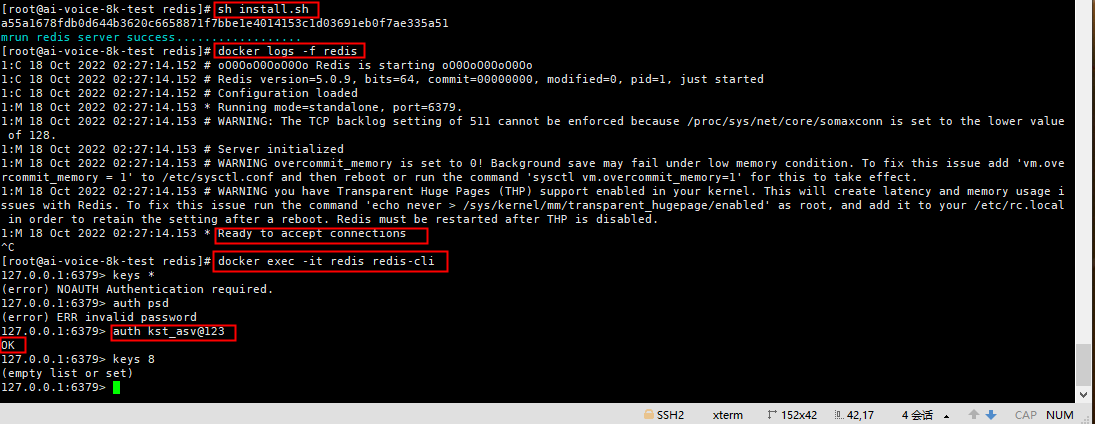 [root@ai-voice-8k-test redis]# sh install.sh
a55a1678fdb0d644b3620c6658871f7bbe1e4014153c1d03691eb0f7ae335a51
mrun redis server success..................
[root@ai-voice-8k-test redis]# docker logs -f redis
1:C 18 Oct 2022 02:27:14.152 # oO0OoO0OoO0Oo Redis is starting oO0OoO0OoO0Oo
1:C 18 Oct 2022 02:27:14.152 # Redis version=5.0.9, bits=64, commit=00000000, modified=0, pid=1, just started
1:C 18 Oct 2022 02:27:14.152 # Configuration loaded
1:M 18 Oct 2022 02:27:14.153 * Running mode=standalone, port=6379.
1:M 18 Oct 2022 02:27:14.153 # WARNING: The TCP backlog setting of 511 cannot be enforced because /proc/sys/net/core/somaxconn is set to the lower value
 of 128.
1:M 18 Oct 2022 02:27:14.153 # Server initialized
1:M 18 Oct 2022 02:27:14.153 # WARNING overcommit_memory is set to 0! Background save may fail under low memory condition. To fix this issue add 'vm.ove
rcommit_memory = 1' to /etc/sysctl.conf and then reboot or run the command 'sysctl vm.overcommit_memory=1' for this to take effect.
1:M 18 Oct 2022 02:27:14.153 # WARNING you have Transparent Huge Pages (THP) support enabled in your kernel. This will create latency and memory usage i
ssues with Redis. To fix this issue run the command 'echo never > /sys/kernel/mm/transparent_hugepage/enabled' as root, and add it to your /etc/rc.local
 in order to retain the setting after a reboot. Redis must be restarted after THP is disabled.
1:M 18 Oct 2022 02:27:14.153 * Ready to accept connections
^C
[root@ai-voice-8k-test redis]# docker exec -it redis redis-cli
127.0.0.1:6379> keys *
(error) NOAUTH Authentication required.
127.0.0.1:6379> auth psd
(error) ERR invalid password
127.0.0.1:6379> auth kst_asv@123
OK
127.0.0.1:6379> keys 8
(empty list or set)
127.0.0.1:6379>
SSH2 xterm 152x42 42,17 4 会话 CAP NUM